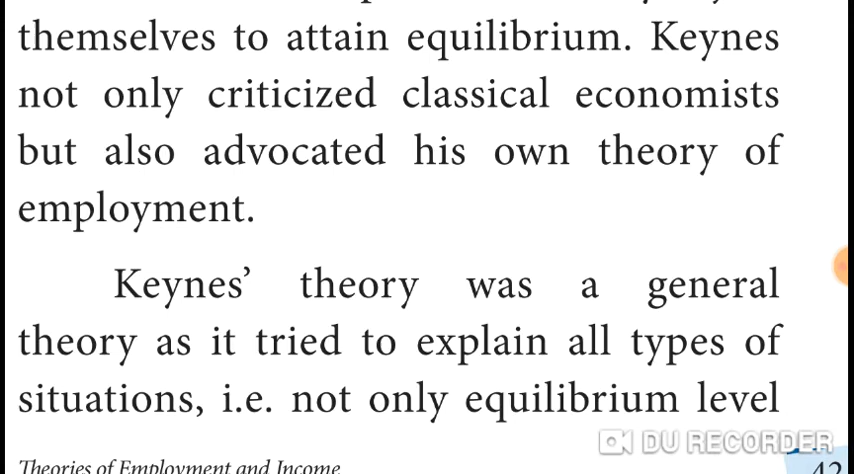 themselves to attain equilibrium. Keynes
not only criticized classical economists
but also advocated his own theory of
employment.
Keynes’ theory was a general
theory as it tried to explain all types of
situations, i.e. not only equilibrium level
DU RECORDER
Theories of Employment and Income